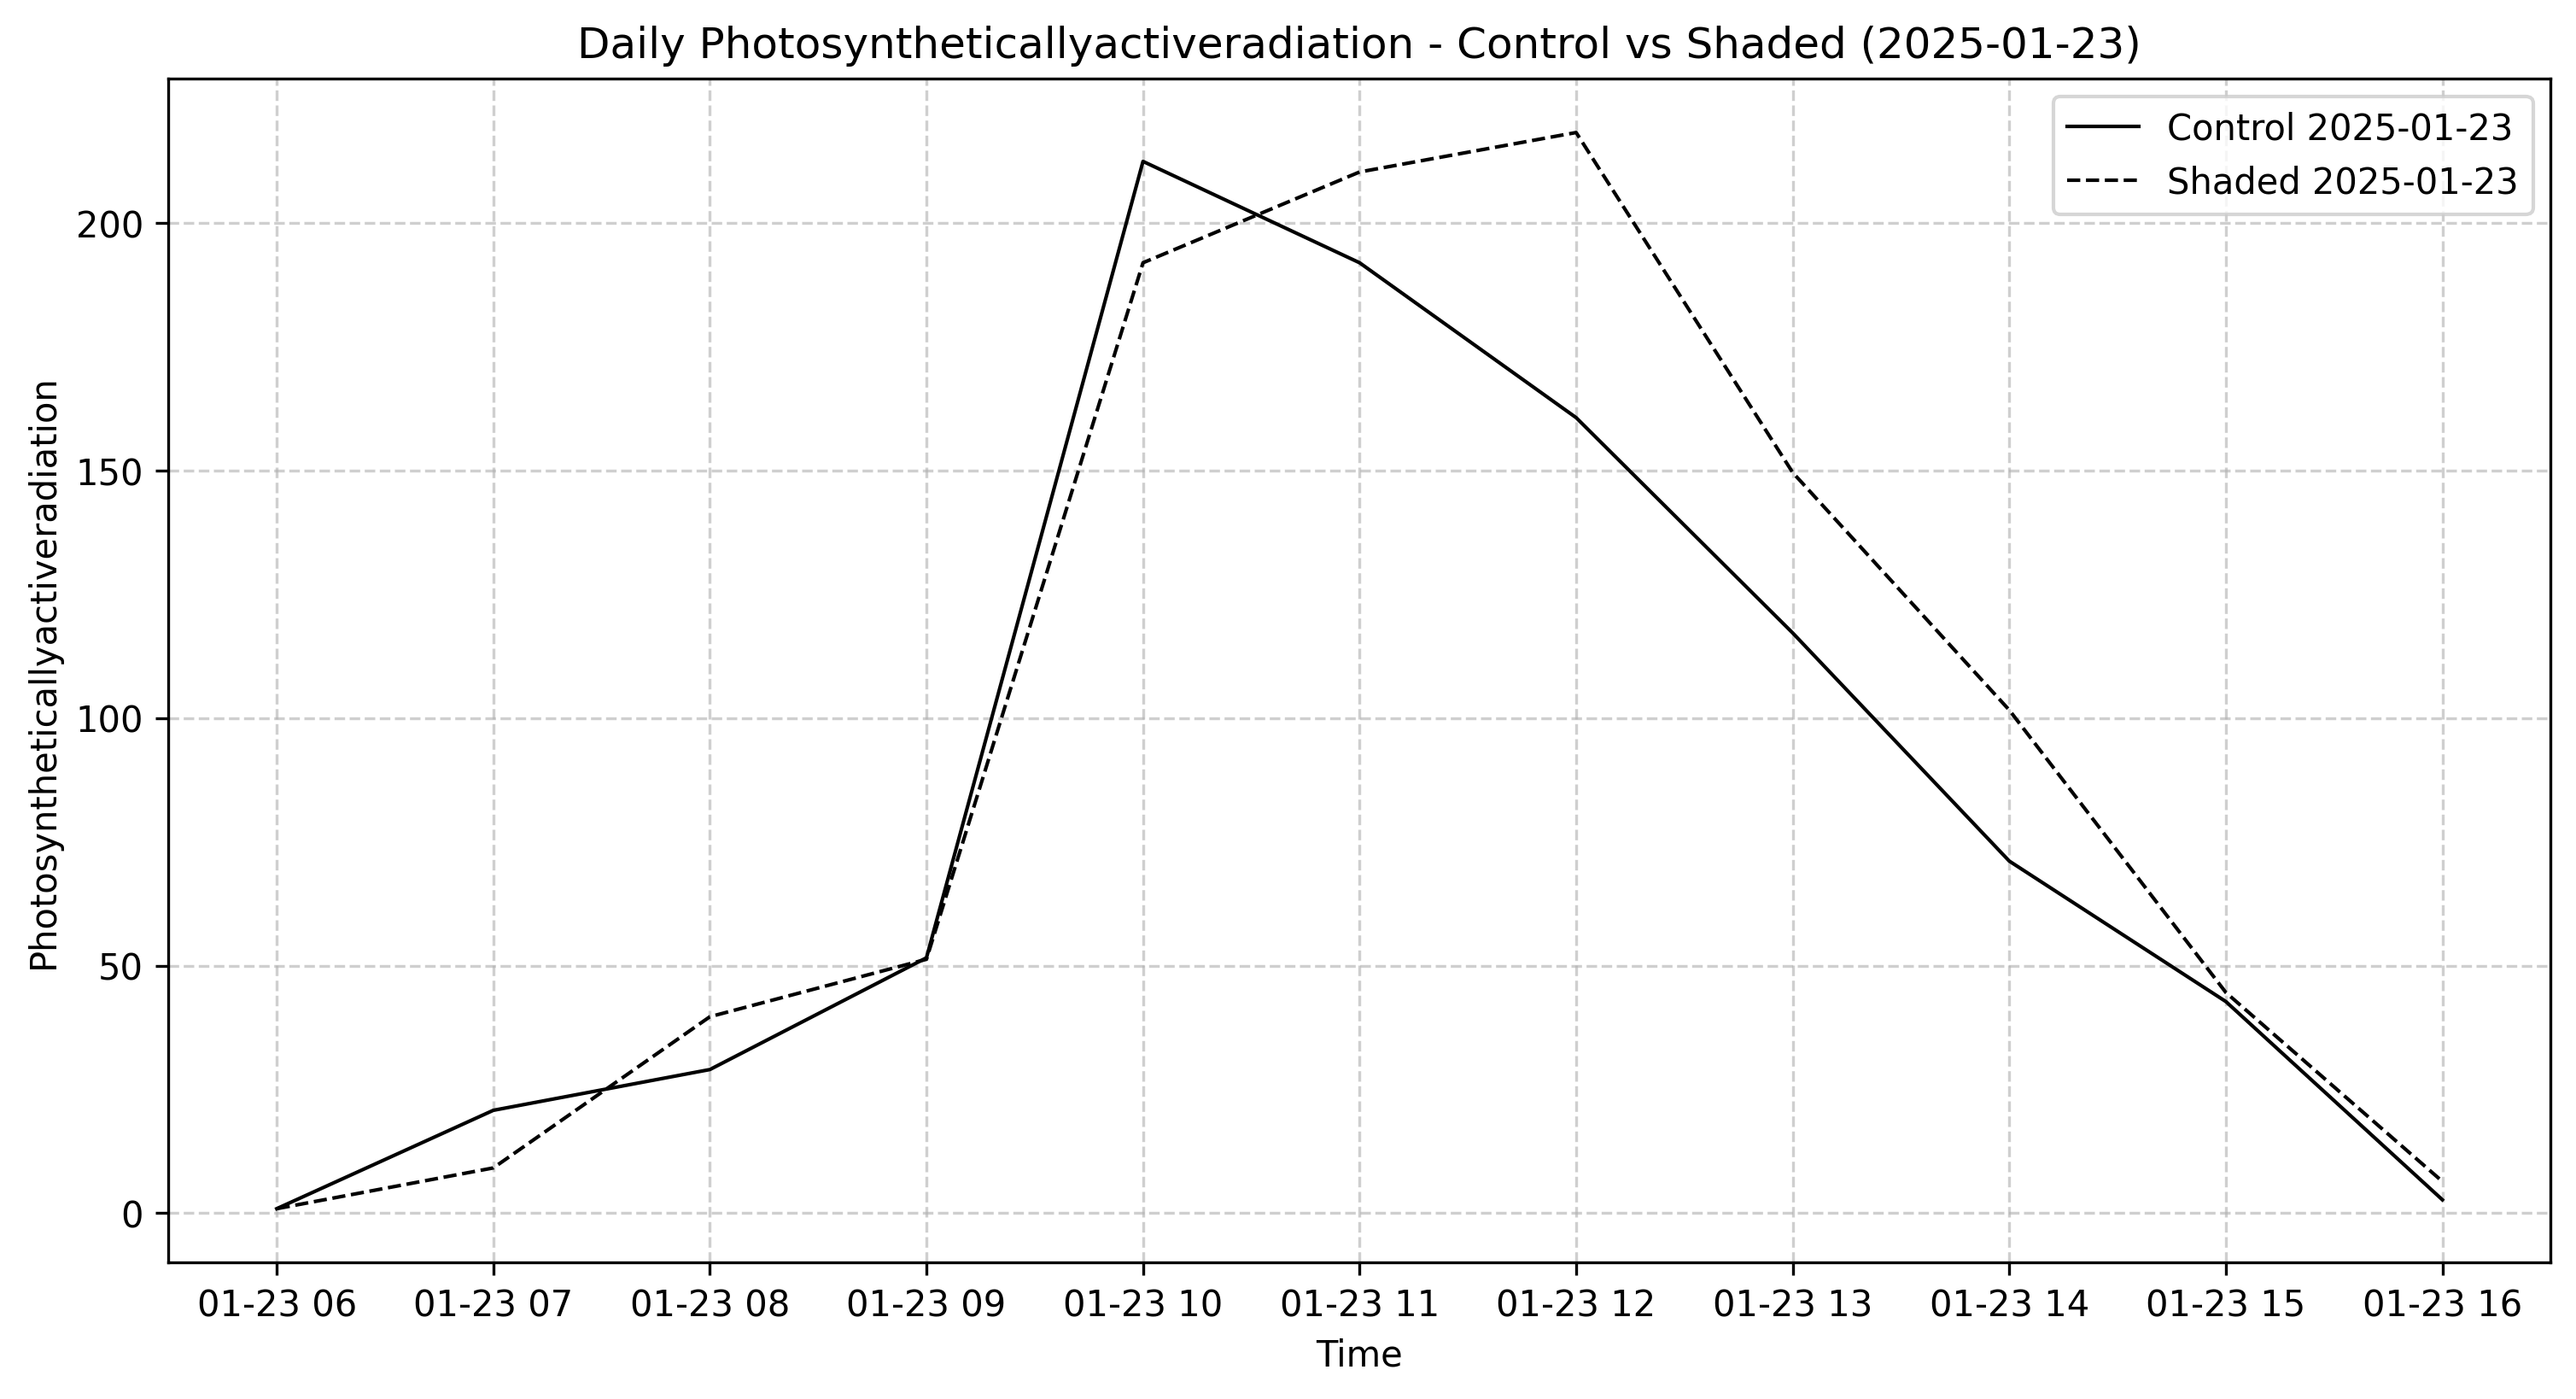 Daily Photosyntheticallyactiveradiation - Control vs Shaded (2025-01-23)
Control 2025-01-23
Shaded 2025-01-23
Photosyntheticallyactiveradiation
200
150
100
50
0
01-23 06 01-23 07 01-23 08 01-23 09 01-23 10 01-23 11 01-23 12 01-23 13 01-23 14 01-23 15 01-23 16
Time